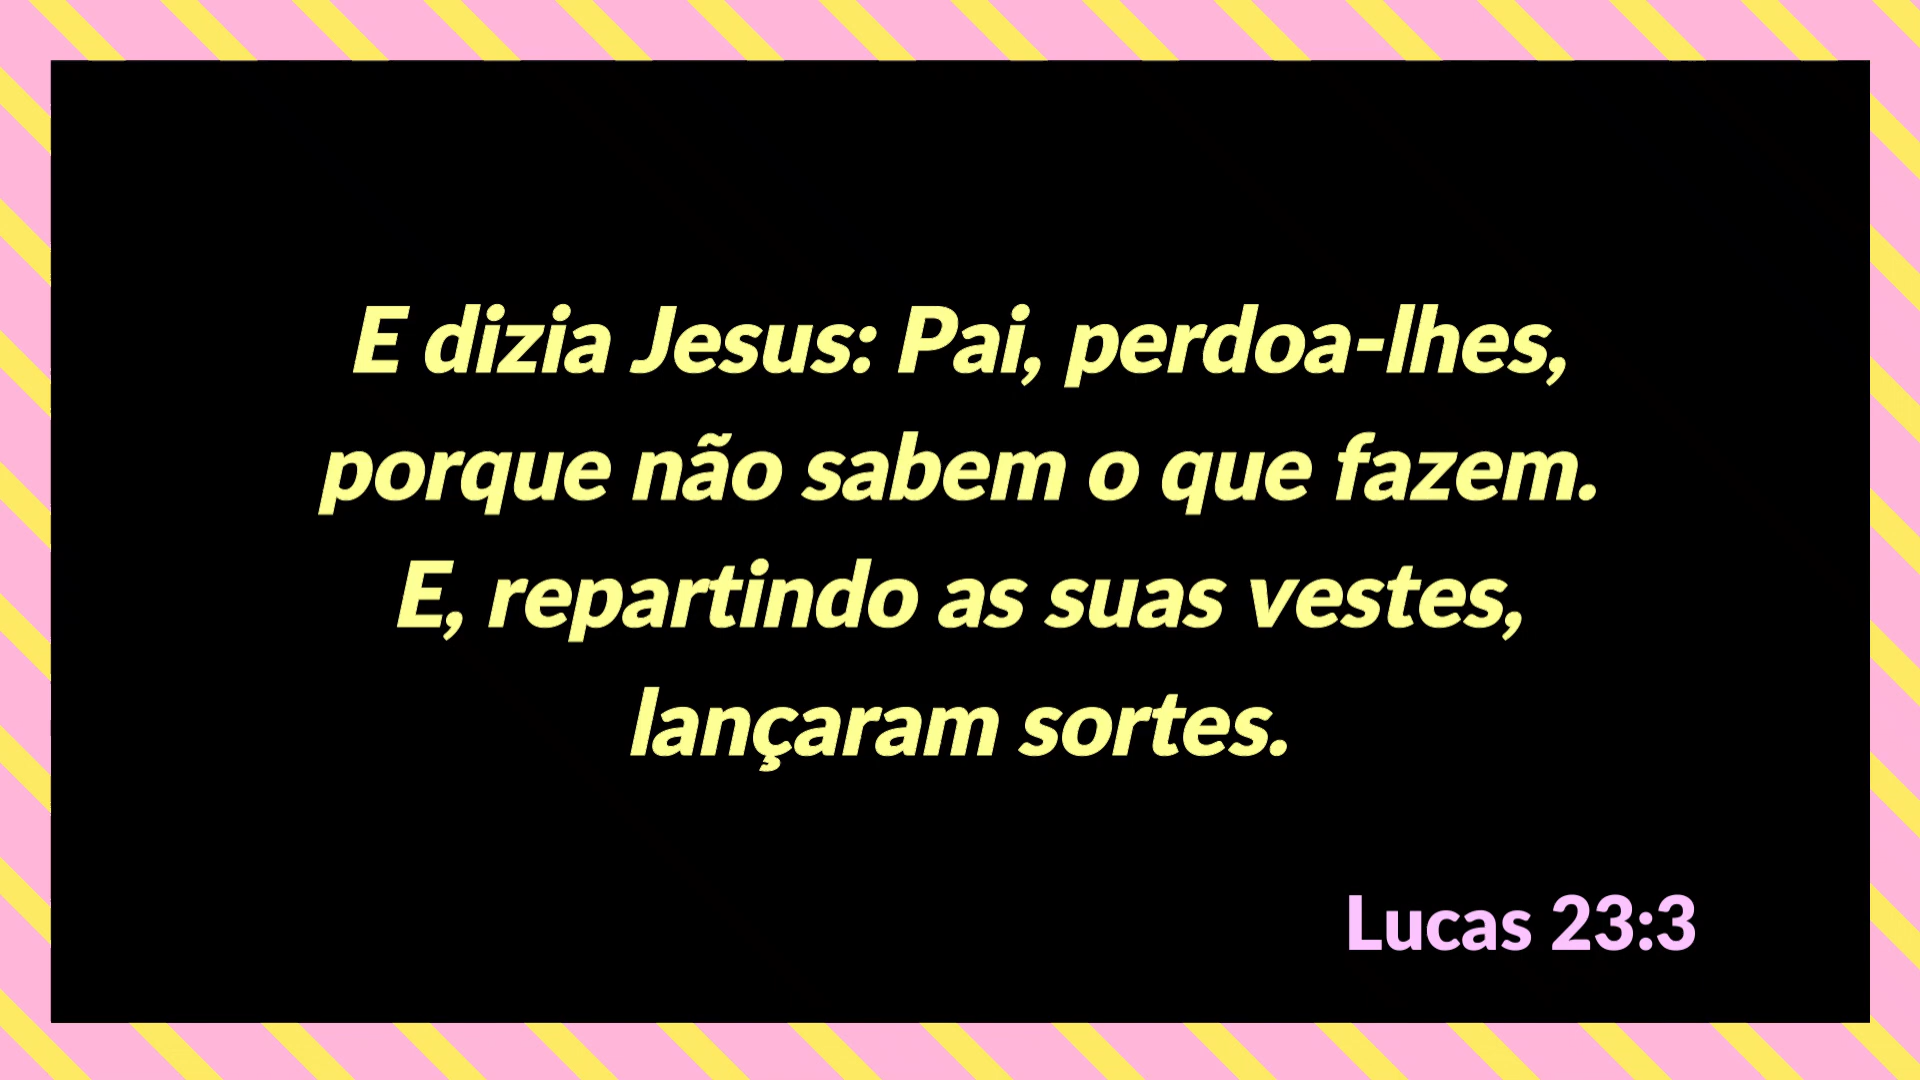 E dizia Jesus: Pai, perdoa-lhes,
porque não sabem o que fazem.
E, repartindo as suas vestes,
lançaram sortes.
Lucas 23:3